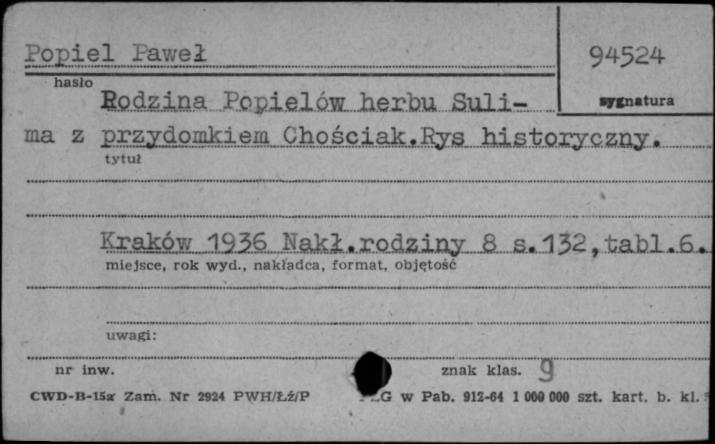 Popiel Paweł
94524
hasło
sygnatura
Rodzina Popielów herbu Suli-
ma z przydomkiem Chościak.Rys historyczny.
tytuł
Kraków 1936 Nakł.rodziny 8 s.132,tabl.6.
miejsce, rok wyd., nakładca, format, objętość
uwagi:
nr inw.
znak klas. 9
CWD-B-15a Zam. Nr 2924 PWH/Łź/P
w Pab. 912-64 1 000 000 szt. kart. b. kl.